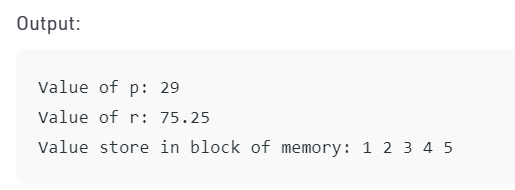 Output:
Value of p: 29
Value of r: 75.25
Value store in block of memory: 1 2 3 4 5